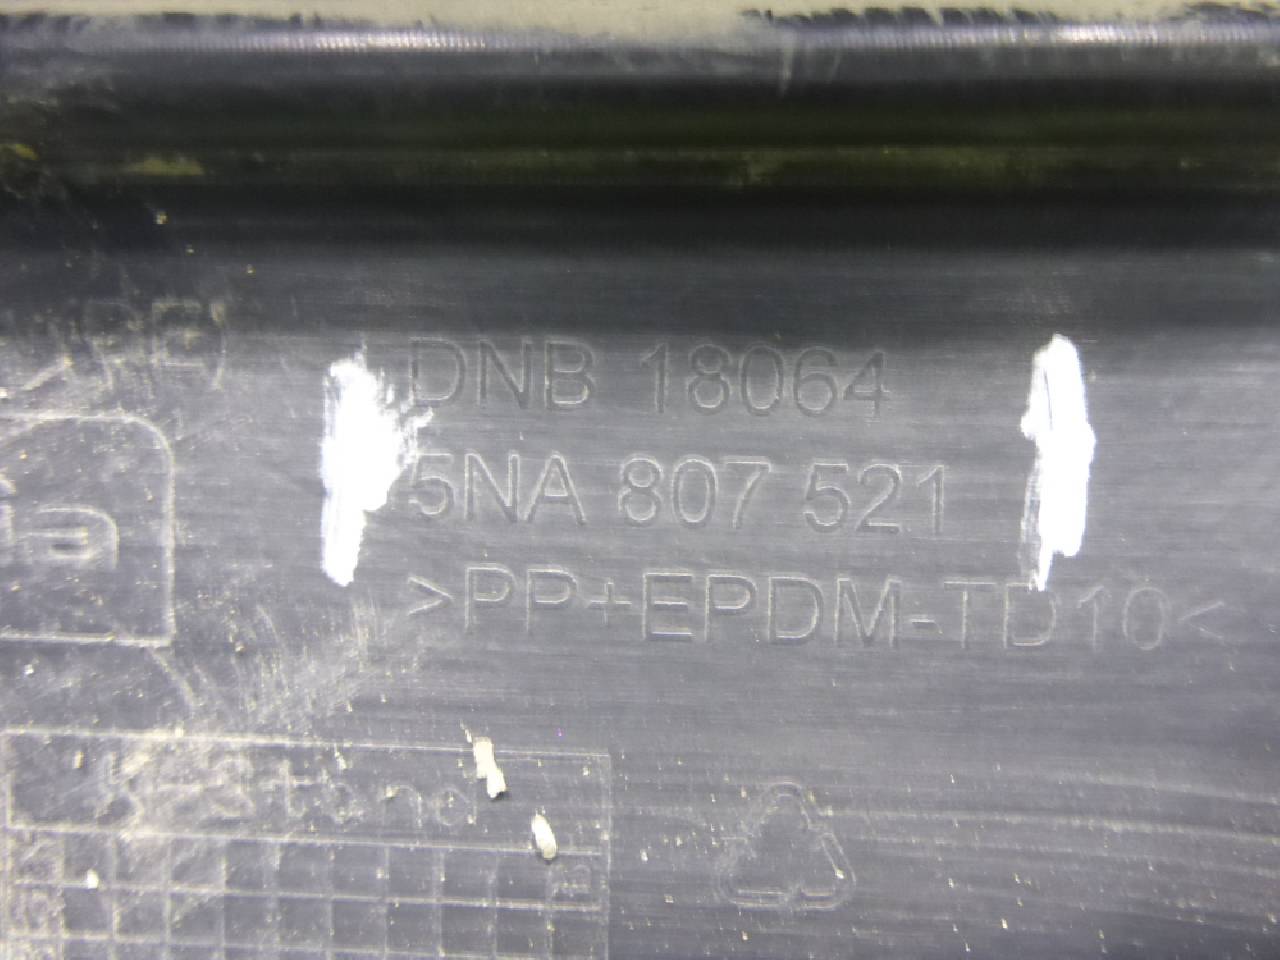 DNB 18064
5NA 807 521
>PP+EPDM-TD10<